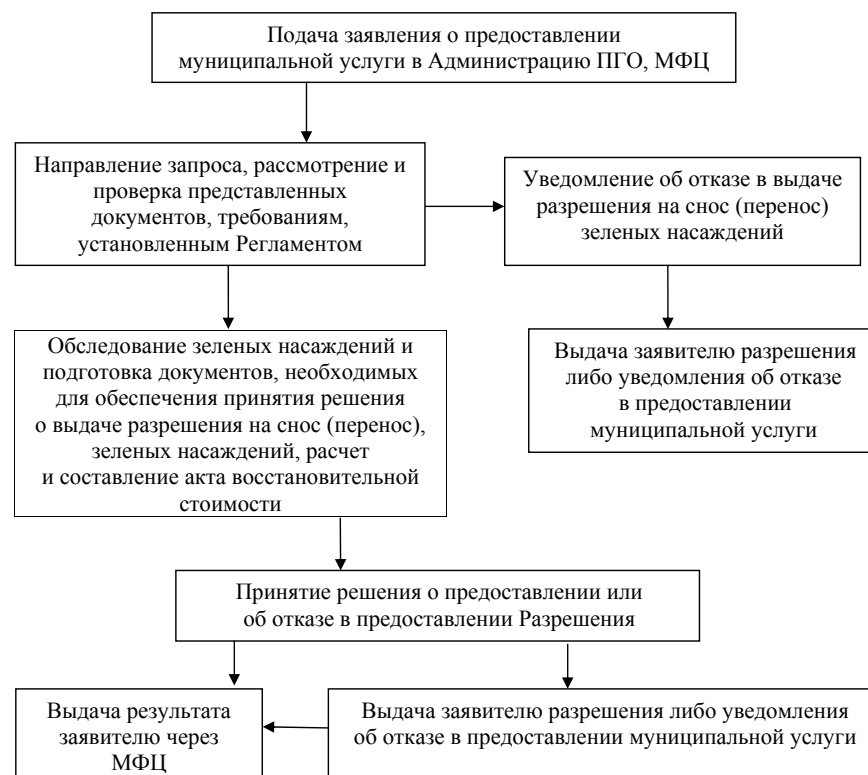 Подача заявления о предоставлении
муниципальной услуги в Администрацию ПГО, МФЦ
Направление запроса, рассмотрение и
проверка представленных
документов, требованиям,
установленным Регламентом
Уведомление об отказе в выдаче
разрешения на снос (перенос)
зеленых насаждений
Обследование зеленых насаждений и
подготовка документов, необходимых
для обеспечения принятия решения
о выдаче разрешения на снос (перенос),
зеленых насаждений, расчет
и составление акта восстановительной
стоимости
Выдача заявителю разрешения
либо уведомления об отказе
в предоставлении
муниципальной услуги
Принятие решения о предоставлении или
об отказе в предоставлении Разрешения
Выдача результата
заявителю через
МФЦ
Выдача заявителю разрешения либо уведомления
об отказе в предоставлении муниципальной услуги